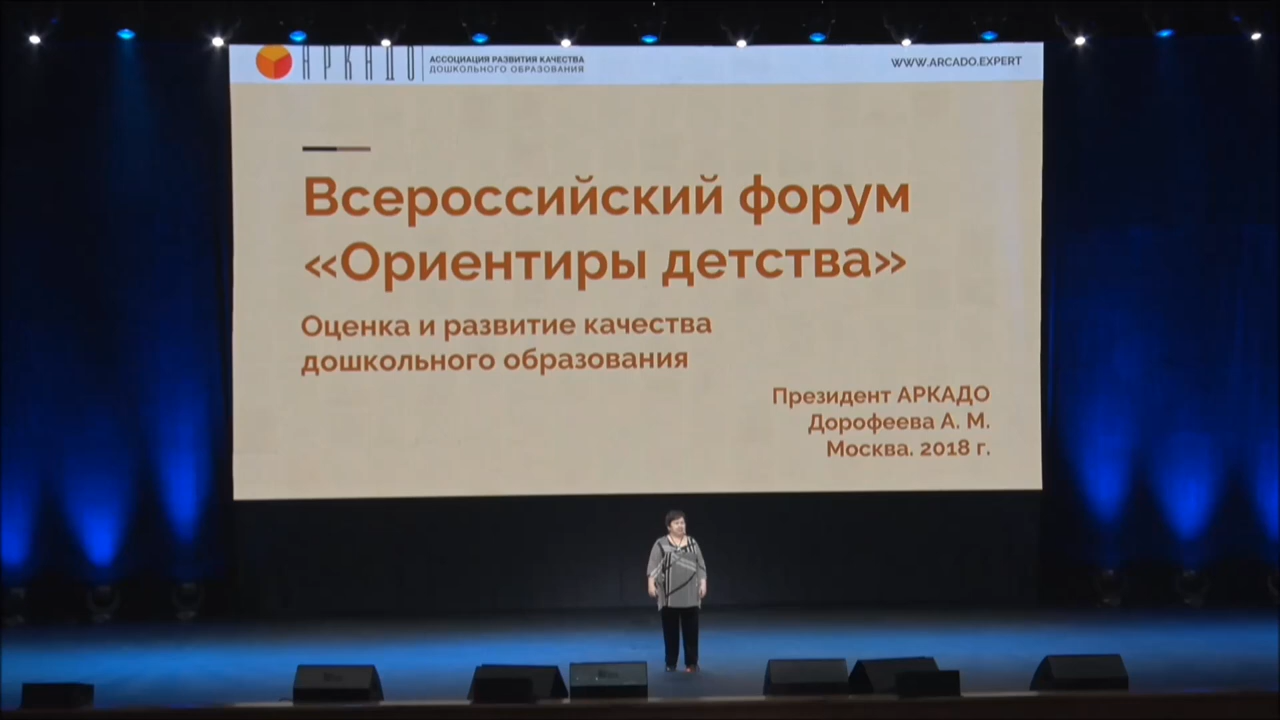 АРКАДО
АССОЦИАЦИЯ РАЗВИТИЯ КАЧЕСТВА
ДОШКОЛЬНОГО ОБРАЗОВАНИЯ
WWW.ARCADO.EXPERT
Всероссийский форум
«Ориентиры детства»
Оценка и развитие качества
дошкольного образования
Президент АРКАДО
Дорофеева А. М.
Москва. 2018 г.